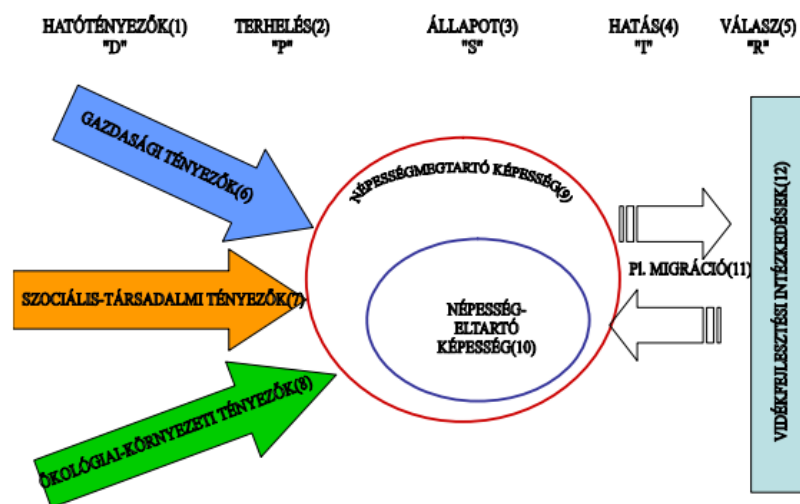 HATÓTÉNYEZŐK(1)
"D"
TERHELÉS(2)
"P"
ÁLLAPOT(3)
"S"
HATÁS(4)
"I"
VÁLASZ(5)
"R"
GAZDASÁGI TÉNYEZŐK(6)
SZOCIÁLIS-TÁRSADALMI TÉNYEZŐK(7)
ÖKOLÓGIAI-KÖRNYEZETI TÉNYEZŐK(8)
NÉPESSÉGMEGTARTÓ KÉPESSÉG(9)
NÉPESSÉG-
ELTARTÓ
KÉPESSÉG(10)
Pl. MIGRÁCIÓ(11)
VIDÉKFEJLESZTÉSI INTÉZKEDÉSEK(12)